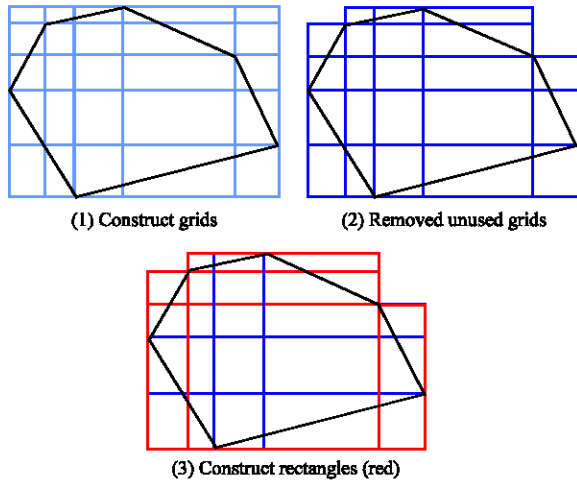 (1) Construct grids
(2) Removed unused grids
(3) Construct rectangles (red)